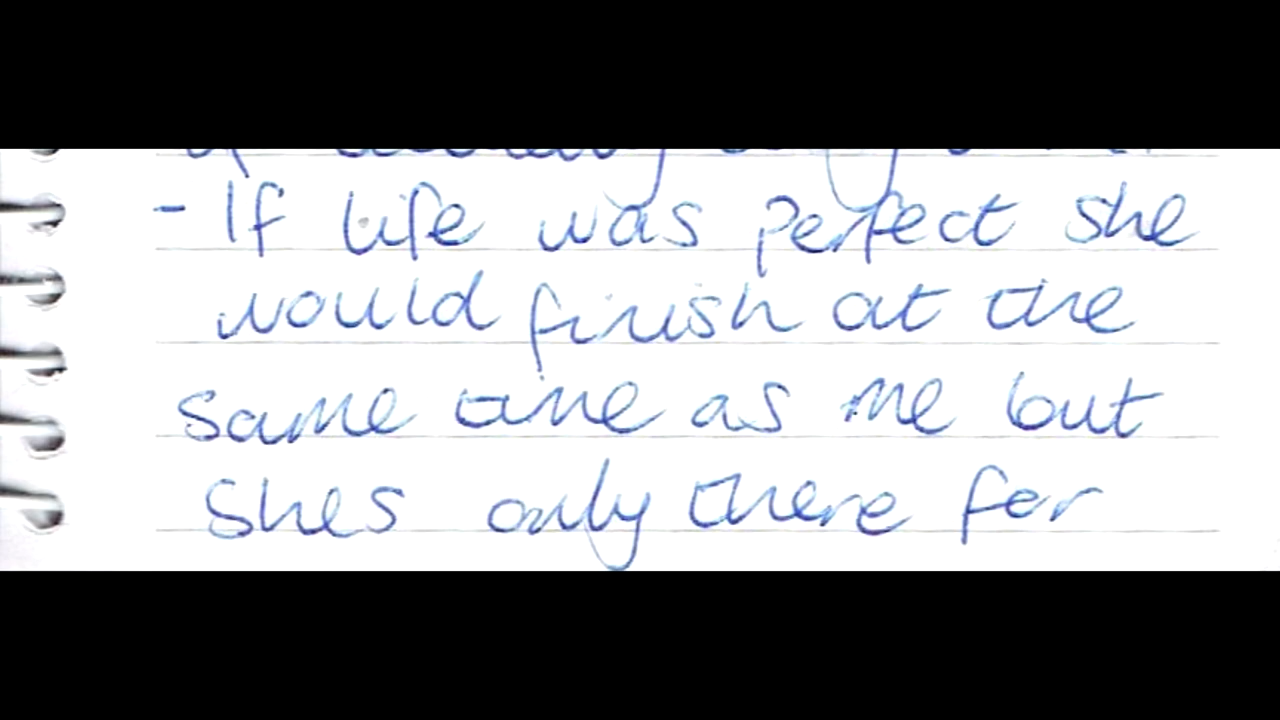 - If life was perfect she
would finish at the
same time as me but
shes only there for